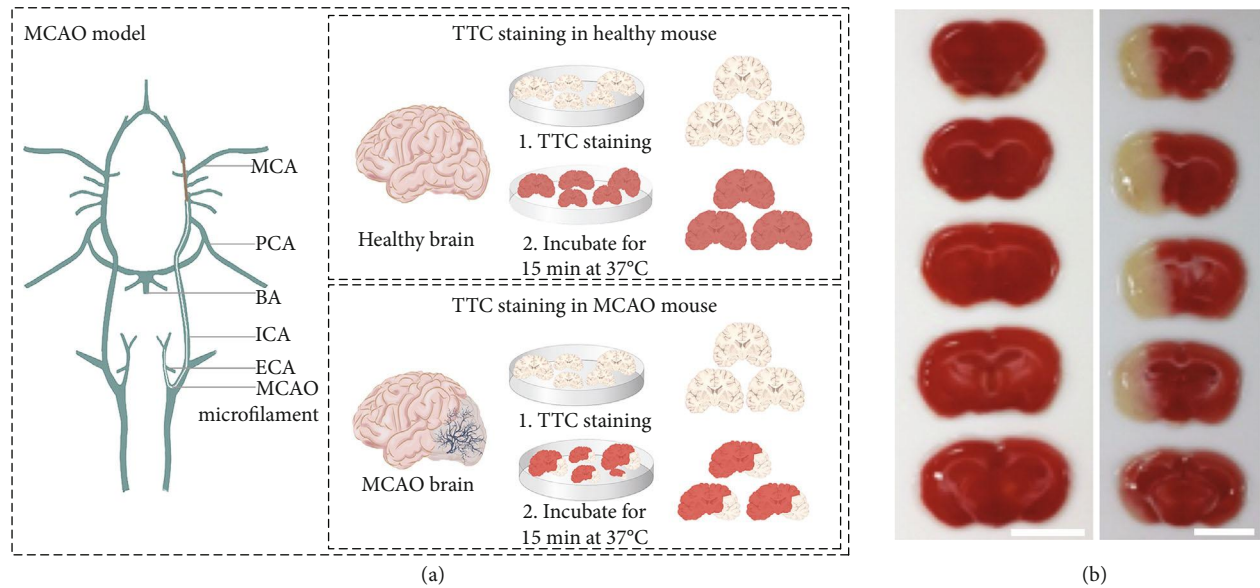 MCAO model
MCA
PCA
BA
ICA
ECA
MCAO
microfilament
TTC staining in healthy mouse
Healthy brain
1. TTC staining
2. Incubate for
15 min at 37°C
TTC staining in MCAO mouse
MCAO brain
1. TTC staining
2. Incubate for
15 min at 37°C
(a)
(b)